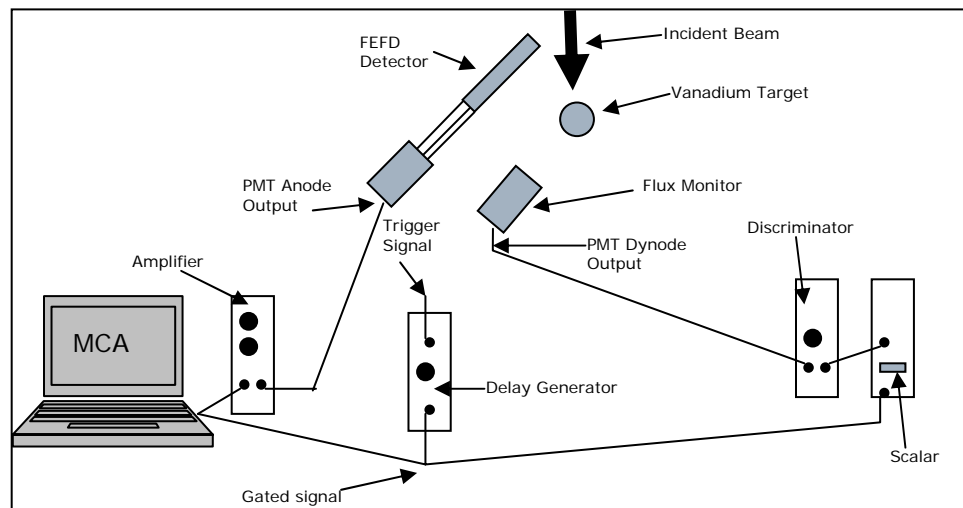 FEFD
Detector
Incident Beam
Vanadium Target
PMT Anode
Output
Flux Monitor
Trigger
Signal
PMT Dynode
Output
Discriminator
Amplifier
MCA
Delay Generator
Scalar
Gated signal